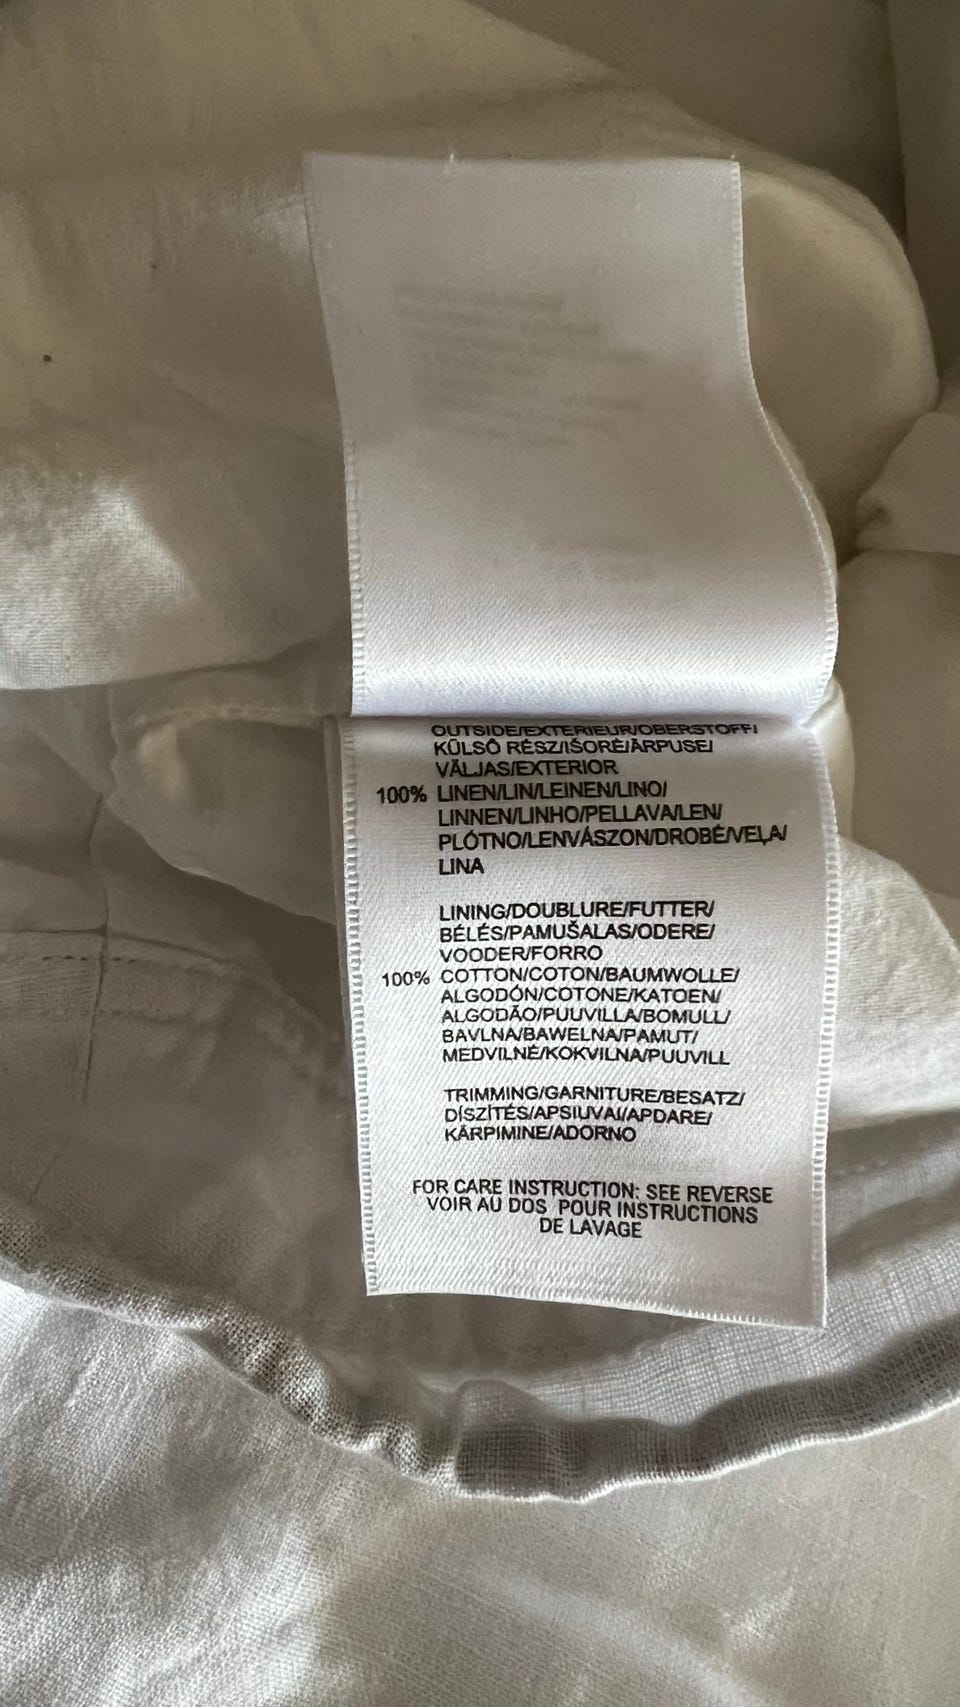 OUTSIDE/EXTÉRIEUR/OBERSTOFF/
KÜLSŐ RÉSZ/IŠORĖ/ĀRPUSE/
VÄLJAS/EXTERIOR
100% LINEN/LIN/LEINEN/LINO/
LINNEN/LINHO/PELLAVA/LEN/
PLÓTNO/LENVÁSZON/DROBĖ/VEĻA/
LINA
LINING/DOUBLURE/FUTTER/
BÉLÉS/PAMUŠALAS/ODERE/
VOODER/FORRO
100% COTTON/COTON/BAUMWOLLE/
ALGODÓN/COTONE/KATOEN/
ALGODÃO/PUUVILLA/BOMULL/
BAVLNA/BAWELNA/PAMUT/
MEDVILNĖ/KOKVILNA/PUUVILL
TRIMMING/GARNITURE/BESATZ/
DÍSZÍTÉS/APSIUVAI/APDARE/
KÄRPIMINE/ADORNO
FOR CARE INSTRUCTION: SEE REVERSE
VOIR AU DOS POUR INSTRUCTIONS
DE LAVAGE